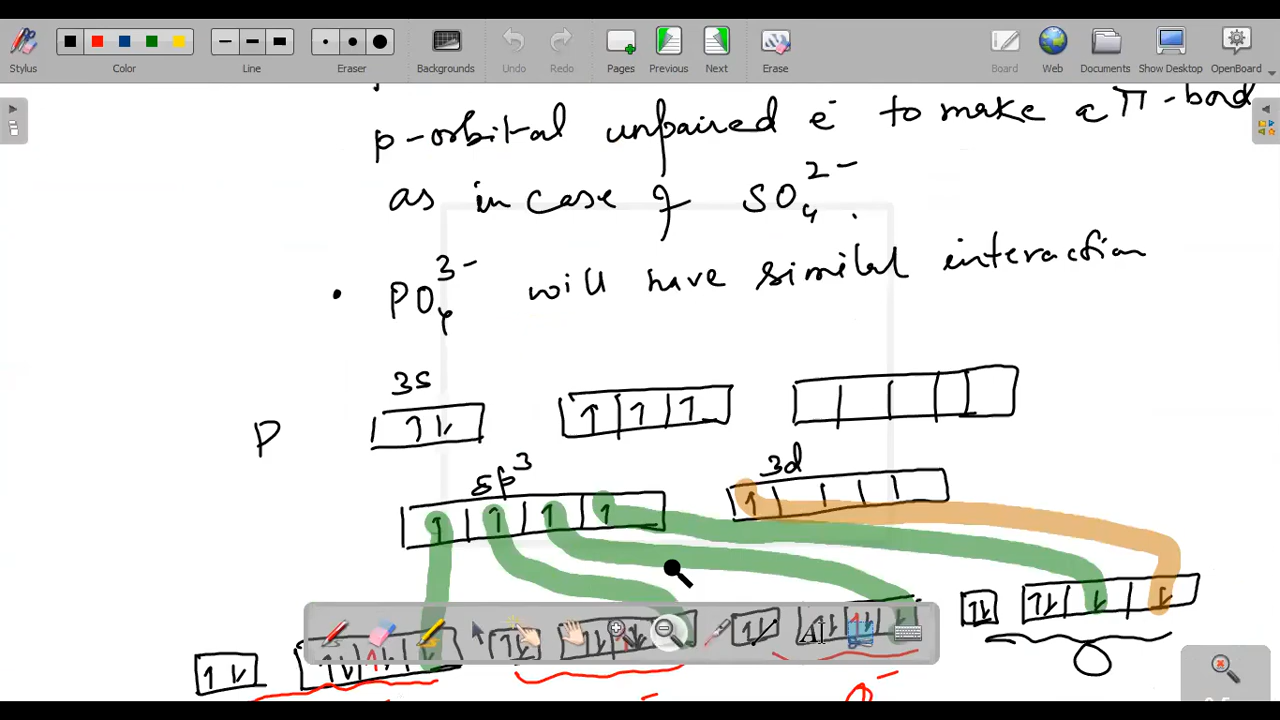 Stylus Color Line Eraser Backgrounds Undo Redo Pages Previous Next Erase Board Web Documents Show Desktop OpenBoard
p-orbital unpaired e⁻ to make a π-bond
as in case of SO₄²⁻.
• PO₄³⁻ will have similar interaction
3s
P
sp³ 3d
O
O⁻